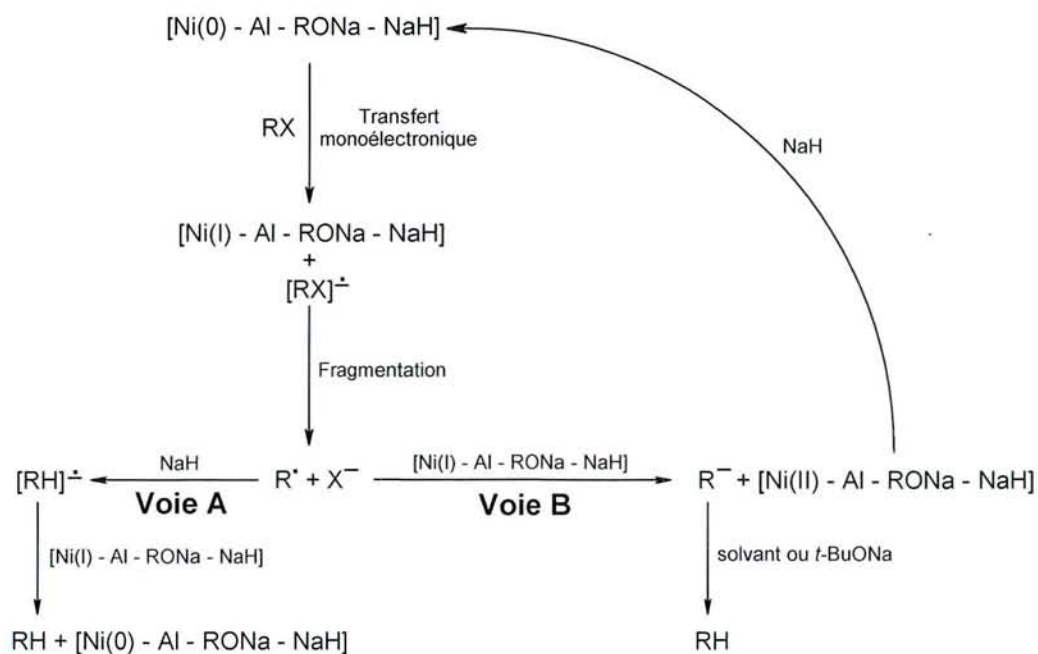 [Ni(0) - Al - RONa - NaH]
RX
Transfert
monoélectronique
NaH
[Ni(I) - Al - RONa - NaH]
+
[RX]∸
Fragmentation
[RH]∸
NaH
Voie A
R• + X⁻
[Ni(I) - Al - RONa - NaH]
Voie B
R⁻ + [Ni(II) - Al - RONa - NaH]
[Ni(I) - Al - RONa - NaH]
solvant ou t-BuONa
RH + [Ni(0) - Al - RONa - NaH]
RH